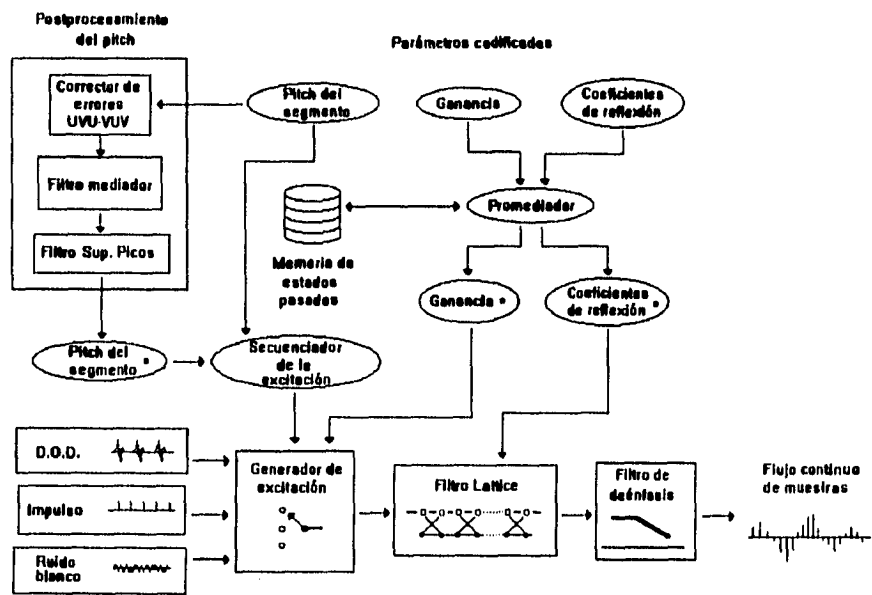 Postprocesamiento
del pitch
Parámetros codificados
Corrector de
errores
UVU-VUV
Pitch del
segmento
Ganancia
Coeficientes
de reflexión
Filtro mediador
Promediador
Filtro Sup. Picos
Memoria de
estados
pasados
Ganancia *
Coeficientes *
de reflexión
Pitch del *
segmento
Secuenciador
de la
excitación
D.O.D.
Generador de
excitación
Filtro Lattice
Filtro de
deénfasis
Flujo continuo
de muestras
Impulso
Ruido
blanco